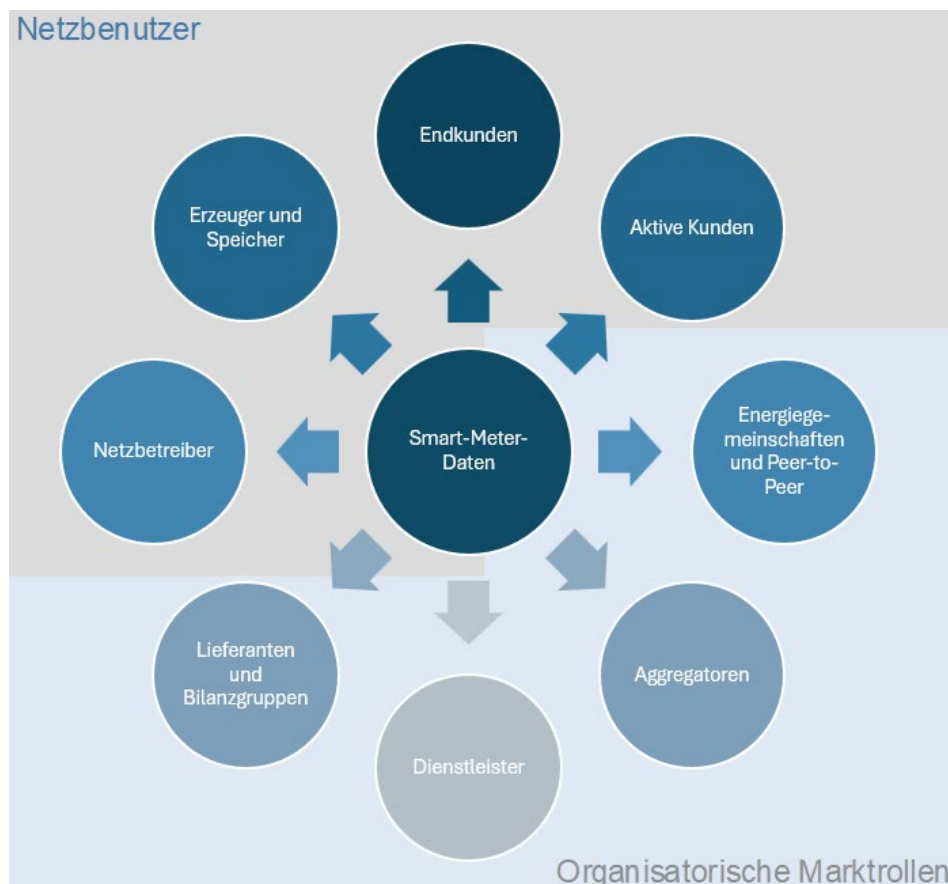 Netzbenutzer
Endkunden
Erzeuger und
Speicher
Aktive Kunden
Netzbetreiber
Smart-Meter-
Daten
Energiege-
meinschaften
und Peer-to-
Peer
Lieferanten
und
Bilanzgruppen
Aggregatoren
Dienstleister
Organisatorische Marktrollen